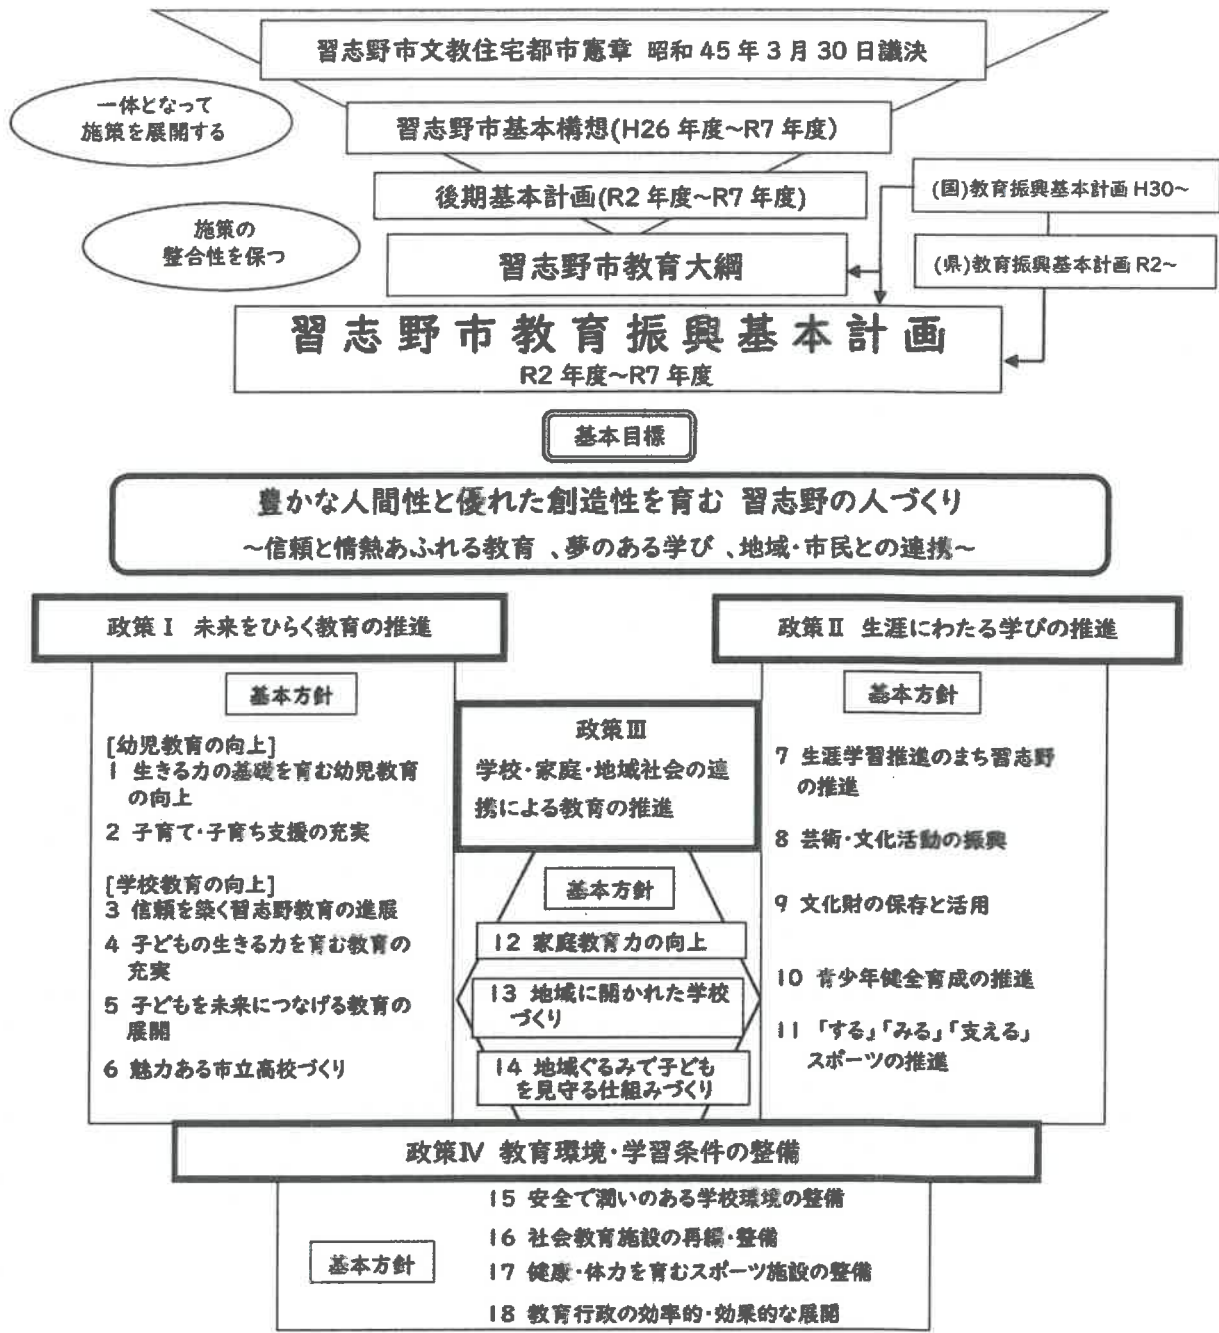 習志野市文教住宅都市憲章 昭和45年3月30日議決
一体となって
施策を展開する
習志野市基本構想(H26年度~R7年度)
後期基本計画(R2年度~R7年度)
(国)教育振興基本計画H30~
施策の
整合性を保つ
習志野市教育大綱
(県)教育振興基本計画R2~
習志野市教育振興基本計画
R2年度~R7年度
基本目標
豊かな人間性と優れた創造性を育む 習志野の人づくり
~信頼と情熱あふれる教育、夢のある学び、地域・市民との連携~
政策Ⅰ 未来をひらく教育の推進
基本方針
[幼児教育の向上]
1 生きる力の基礎を育む幼児教育
の向上
2 子育て・子育ち支援の充実
[学校教育の向上]
3 信頼を築く習志野教育の進展
4 子どもの生きる力を育む教育の
充実
5 子どもを未来につなげる教育の
展開
6 魅力ある市立高校づくり
政策Ⅲ
学校・家庭・地域社会の連
携による教育の推進
基本方針
12 家庭教育力の向上
13 地域に開かれた学校
づくり
14 地域ぐるみで子ども
を見守る仕組みづくり
政策Ⅱ 生涯にわたる学びの推進
基本方針
7 生涯学習推進のまち習志野
の推進
8 芸術・文化活動の振興
9 文化財の保存と活用
10 青少年健全育成の推進
11 「する」「みる」「支える」
スポーツの推進
政策Ⅳ 教育環境・学習条件の整備
基本方針
15 安全で潤いのある学校環境の整備
16 社会教育施設の再編・整備
17 健康・体力を育むスポーツ施設の整備
18 教育行政の効率的・効果的な展開